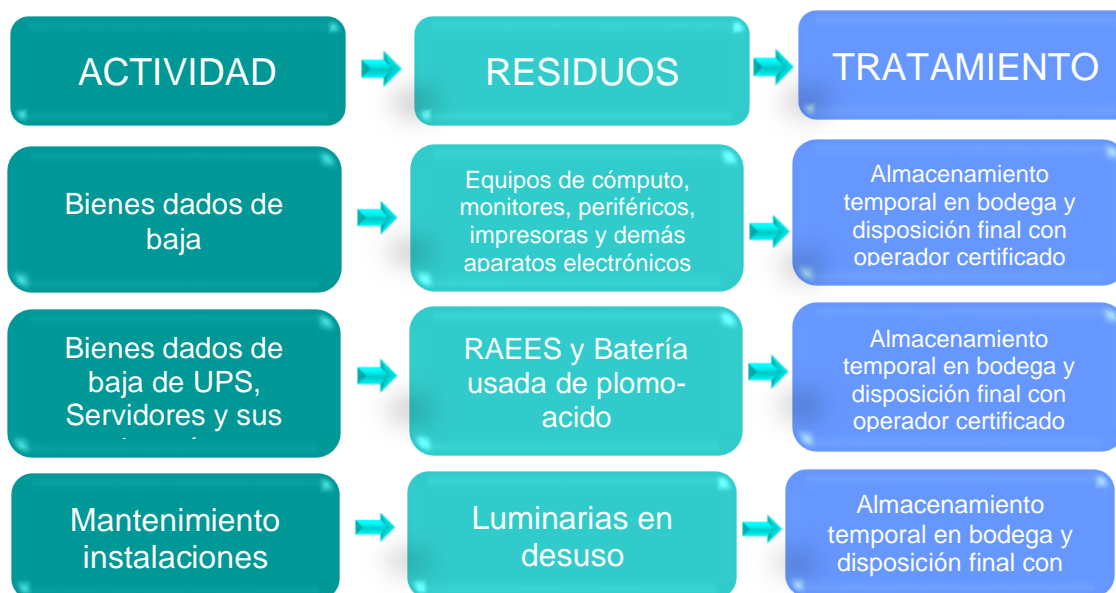 ACTIVIDAD
RESIDUOS
TRATAMIENTO
Bienes dados de
baja
Equipos de cómputo,
monitores, periféricos,
impresoras y demás
aparatos electrónicos
Almacenamiento
temporal en bodega y
disposición final con
operador certificado
Bienes dados de
baja de UPS,
Servidores y sus
RAEES y Batería
usada de plomo-
acido
Almacenamiento
temporal en bodega y
disposición final con
operador certificado
Mantenimiento
instalaciones
Luminarias en
desuso
Almacenamiento
temporal en bodega y
disposición final con